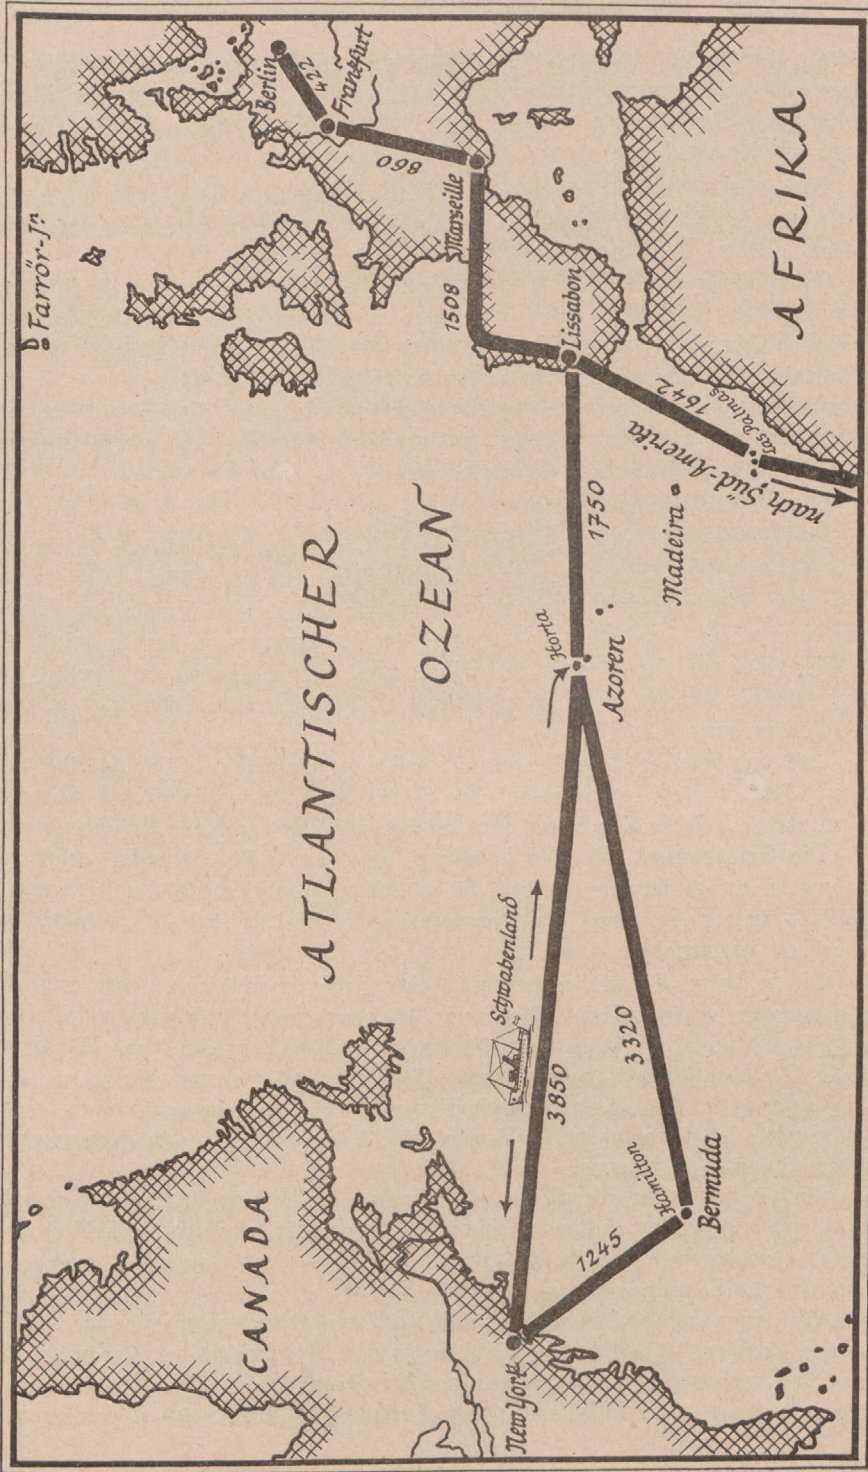 Farrör-Jn
Berlin
422
Frankfurt
860
Marseille
1508
Lissabon
1642
Las Palmas
nach Süd-Amerika
AFRIKA
Madeira
1750
Horta
Azoren
ATLANTISCHER
OZEAN
Schwabenland
3850
3320
Hamilton
Bermuda
1245
New York
CANADA